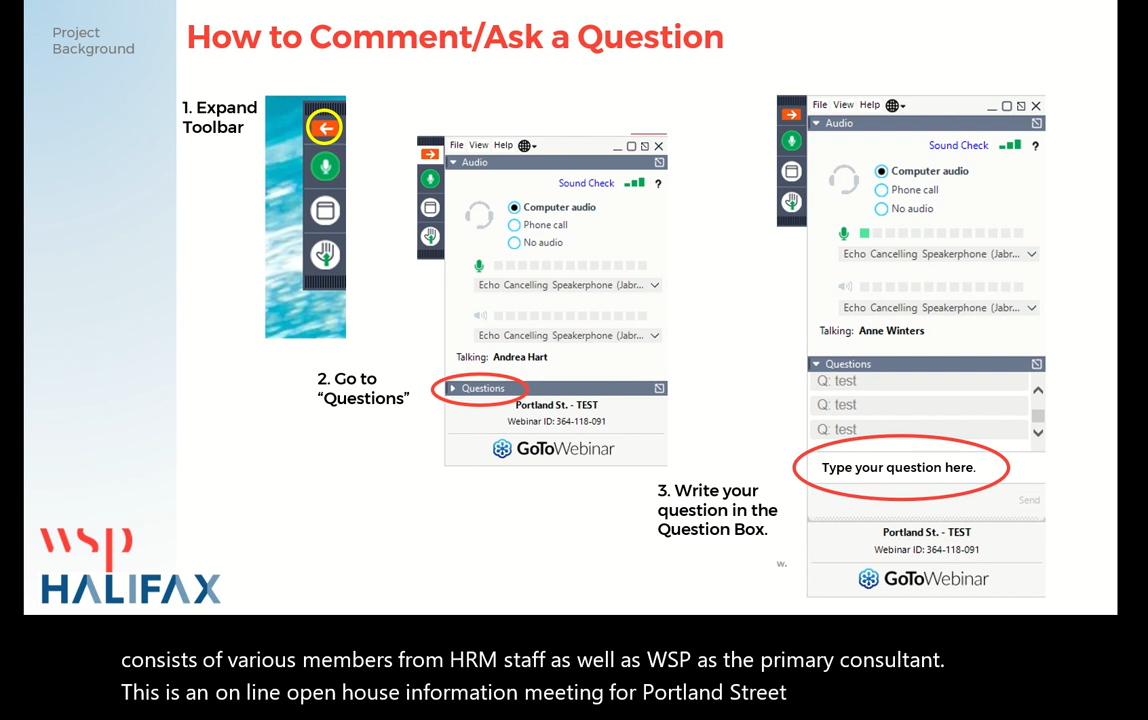 Project
Background
How to Comment/Ask a Question
1. Expand
Toolbar
File View Help
Audio
Sound Check ?
Computer audio
Phone call
No audio
Echo Cancelling Speakerphone (Jabr...
Echo Cancelling Speakerphone (Jabr...
Talking: Andrea Hart
2. Go to
“Questions”
Questions
Portland St. - TEST
Webinar ID: 364-118-091
GoToWebinar
File View Help
Audio
Sound Check ?
Computer audio
Phone call
No audio
Echo Cancelling Speakerphone (Jabr...
Echo Cancelling Speakerphone (Jabr...
Talking: Anne Winters
Questions
Q: test
Q: test
Q: test
Type your question here.
Send
3. Write your
question in the
Question Box.
w.
Portland St. - TEST
Webinar ID: 364-118-091
GoToWebinar
wsp
HALIFAX
consists of various members from HRM staff as well as WSP as the primary consultant.
This is an on line open house information meeting for Portland Street